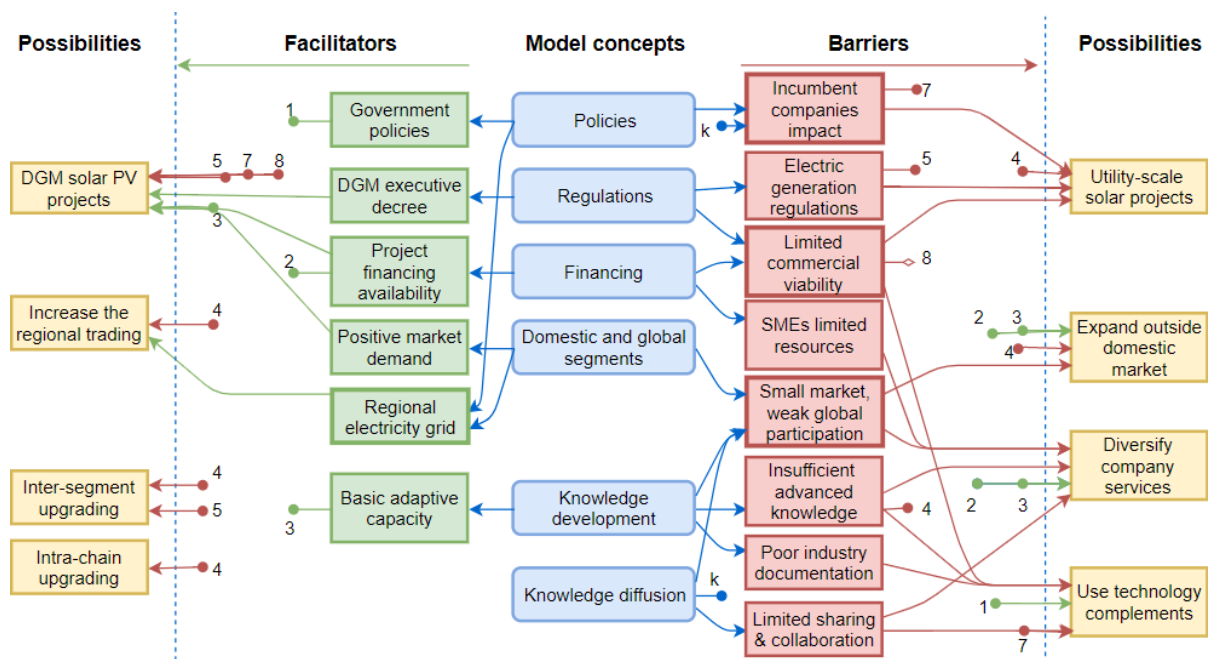 Possibilities
Facilitators
Model concepts
Barriers
Possibilities
1
Government
policies
Policies
k
Incumbent
companies
impact
7
DGM solar PV
projects
5
7
8
3
DGM executive
decree
Regulations
Electric
generation
regulations
5
4
Utility-scale
solar projects
2
Project
financing
availability
Financing
Limited
commercial
viability
8
Increase the
regional trading
4
Positive market
demand
Domestic and global
segments
SMEs limited
resources
2
3
4
Expand outside
domestic
market
Regional
electricity grid
Small market,
weak global
participation
Inter-segment
upgrading
4
5
3
Basic adaptive
capacity
Knowledge
development
Insufficient
advanced
knowledge
4
2
3
Diversify
company
services
Intra-chain
upgrading
4
Knowledge diffusion
k
Poor industry
documentation
Limited sharing
& collaboration
1
7
Use technology
complements